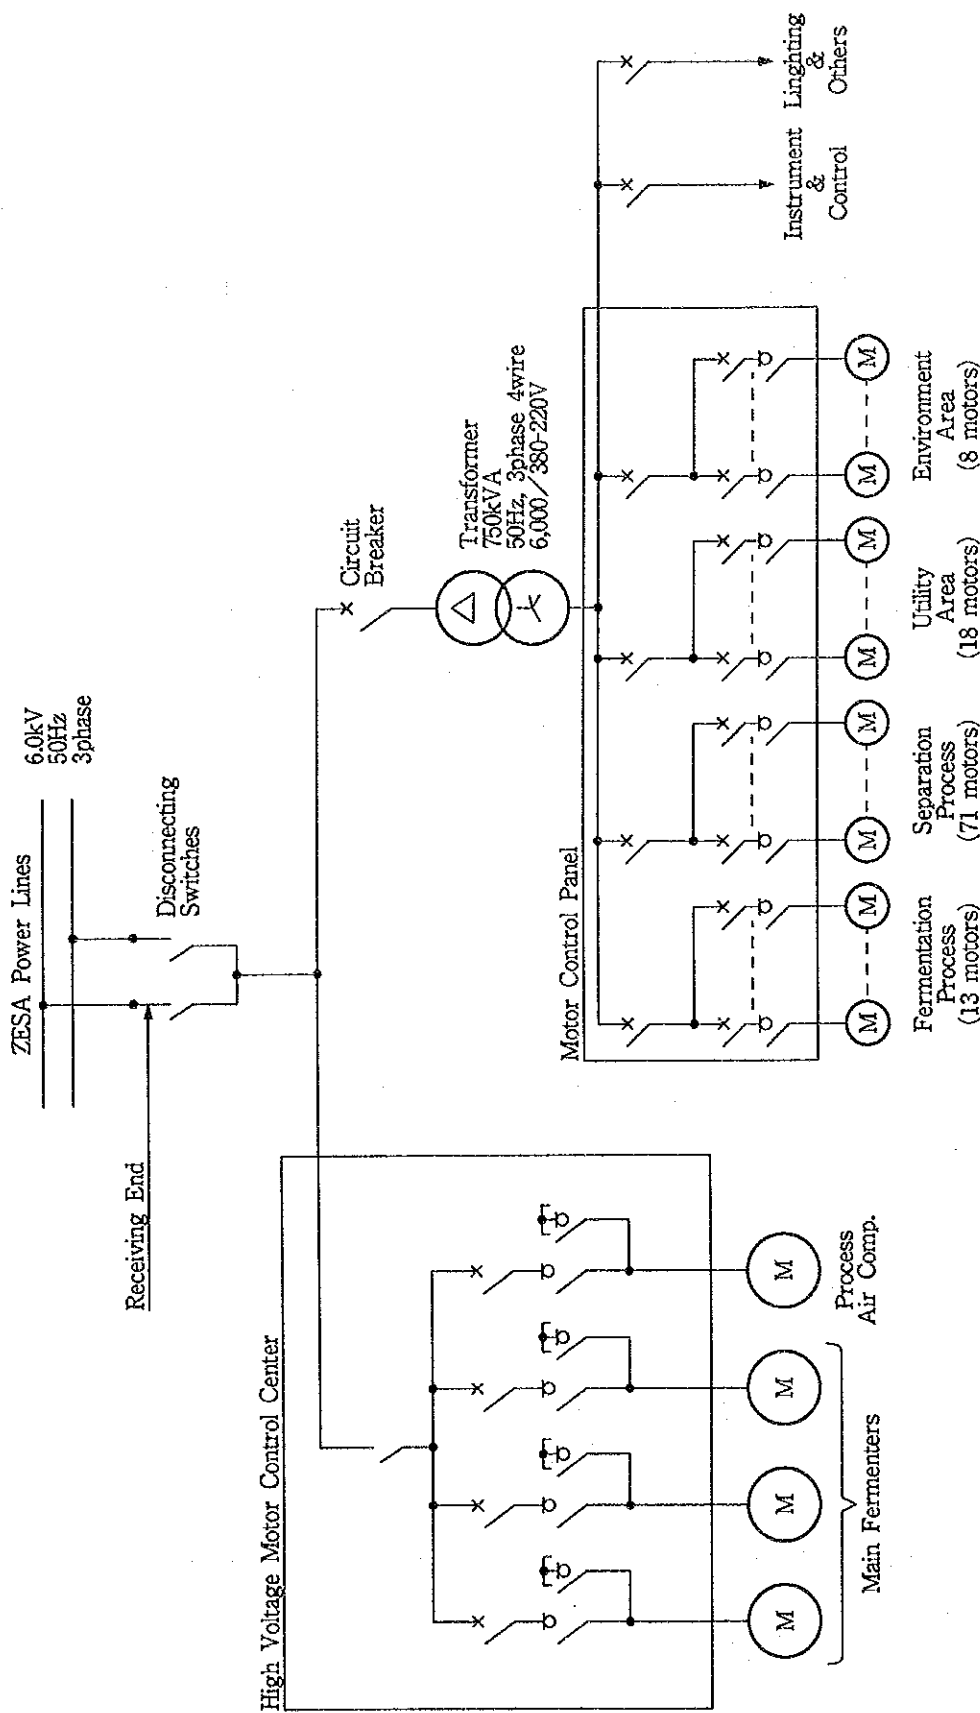 ZESA Power Lines
6.0kV
50Hz
3phase
Receiving End
Disconnecting
Switches
Circuit
Breaker
Transformer
750kVA
50Hz, 3phase 4wire
6,000/380-220V
High Voltage Motor Control Center
M
M
M
M
Main Fermenters
Process
Air Comp.
Motor Control Panel
M
M
M
M
M
M
M
M
Fermentation
Process
(13 motors)
Separation
Process
(71 motors)
Utility
Area
(18 motors)
Environment
Area
(8 motors)
Instrument
&
Control
Linghting
&
Others